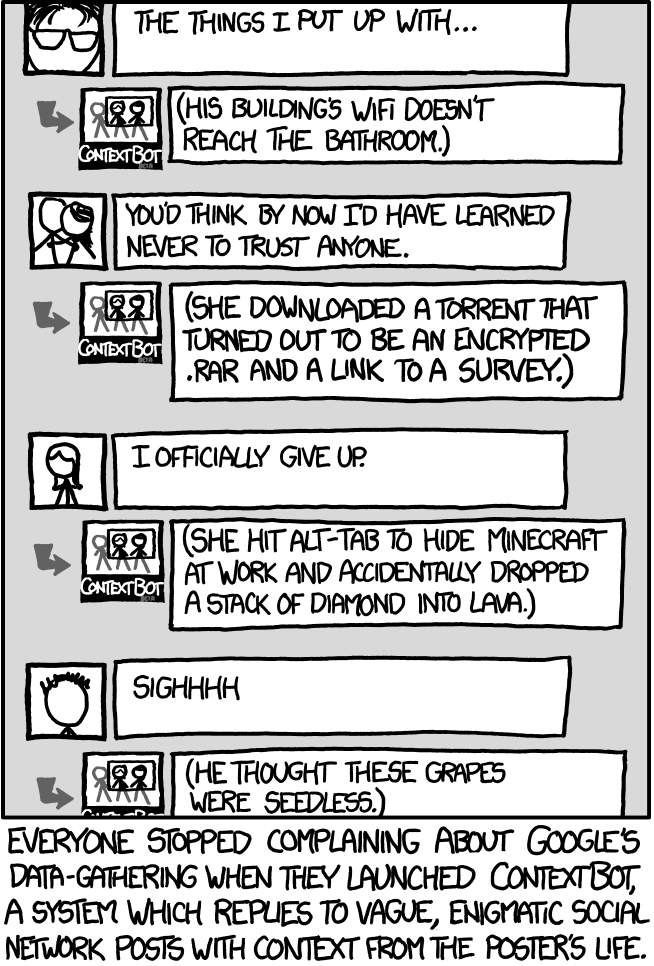 THE THINGS I PUT UP WITH...
(HIS BUILDING'S WIFI DOESN'T
REACH THE BATHROOM.)
CONTEXTBOT
BETA
YOU'D THINK BY NOW I'D HAVE LEARNED
NEVER TO TRUST ANYONE.
(SHE DOWNLOADED A TORRENT THAT
TURNED OUT TO BE AN ENCRYPTED
.RAR AND A LINK TO A SURVEY.)
CONTEXTBOT
BETA
I OFFICIALLY GIVE UP.
(SHE HIT ALT-TAB TO HIDE MINECRAFT
AT WORK AND ACCIDENTALLY DROPPED
A STACK OF DIAMOND INTO LAVA.)
CONTEXTBOT
BETA
SIGHHHH
(HE THOUGHT THESE GRAPES
WERE SEEDLESS.)
EVERYONE STOPPED COMPLAINING ABOUT GOOGLE'S
DATA-GATHERING WHEN THEY LAUNCHED CONTEXTBOT,
A SYSTEM WHICH REPLIES TO VAGUE, ENIGMATIC SOCIAL
NETWORK POSTS WITH CONTEXT FROM THE POSTER'S LIFE.